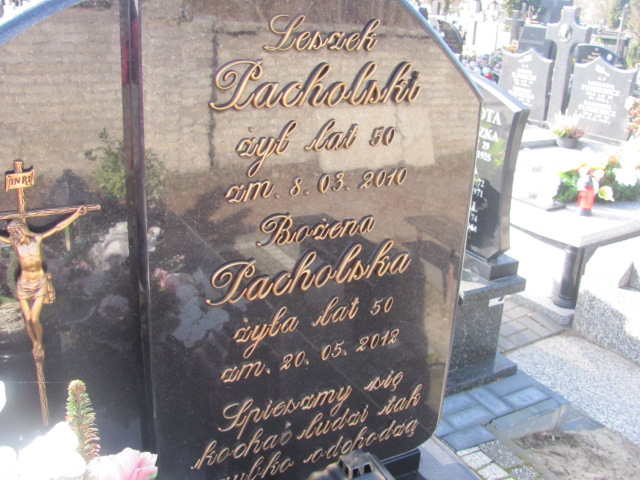 INRI
Leszek
Pacholski
żył lat 50
zm. 8. 03. 2010
Bożena
Pacholska
żyła lat 50
zm. 20. 05. 2012
Śpieszmy się
kochać ludzi tak
szybko odchodzą